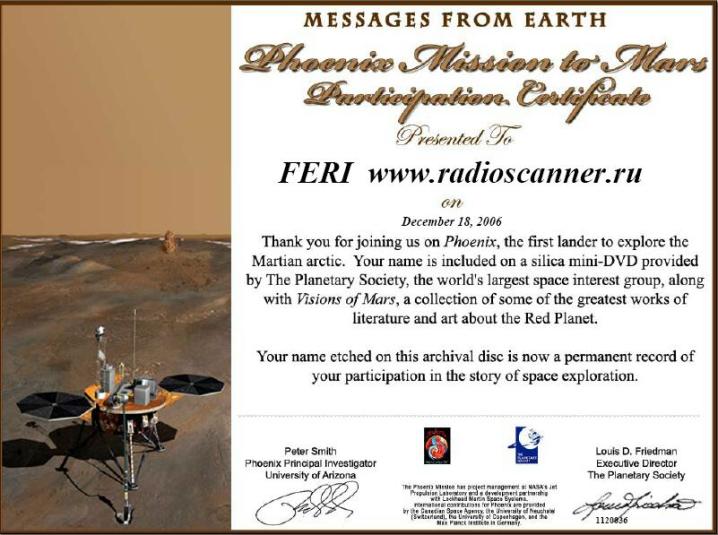 MESSAGES FROM EARTH
Phoenix Mission to Mars
Participation Certificate
Presented To
FERI www.radioscanner.ru
on
December 18, 2006
Thank you for joining us on Phoenix, the first lander to explore the
Martian arctic. Your name is included on a silica mini-DVD provided
by The Planetary Society, the world's largest space interest group, along
with Visions of Mars, a collection of some of the greatest works of
literature and art about the Red Planet.
Your name etched on this archival disc is now a permanent record of
your participation in the story of space exploration.
Peter Smith
Phoenix Principal Investigator
University of Arizona
THE PLANETARY SOCIETY
Louis D. Friedman
Executive Director
The Planetary Society
The Phoenix Mission has project management at NASA's Jet
Propulsion Laboratory and a development partnership
with Lockheed Martin Space Systems.
International contributions for Phoenix are provided
by the Canadian Space Agency, the University of Neuchatel
(Switzerland), the University of Copenhagen, and the
Max Planck Institute in Germany.
1120836